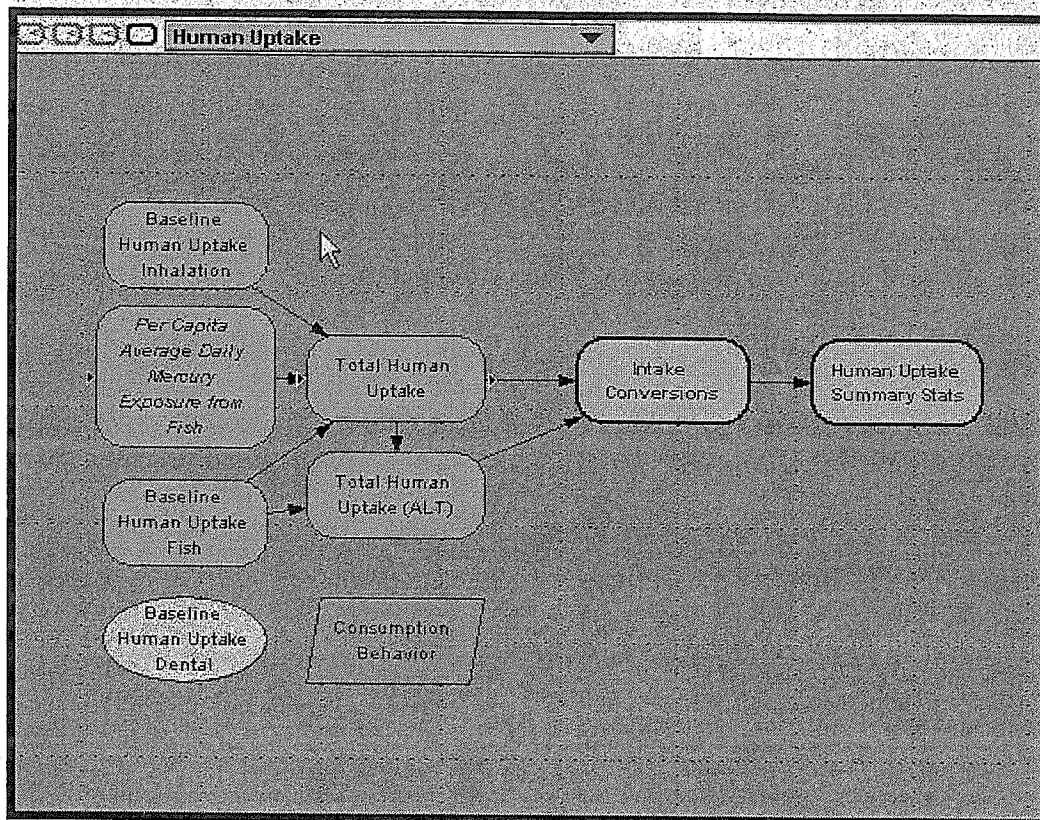 Human Uptake
Baseline
Human Uptake
Inhalation
Per Capita
Average Daily
Mercury
Exposure from
Fish
Total Human
Uptake
Intake
Conversions
Human Uptake
Summary Stats
Baseline
Human Uptake
Fish
Total Human
Uptake (ALT)
Baseline
Human Uptake
Dental
Consumption
Behavior